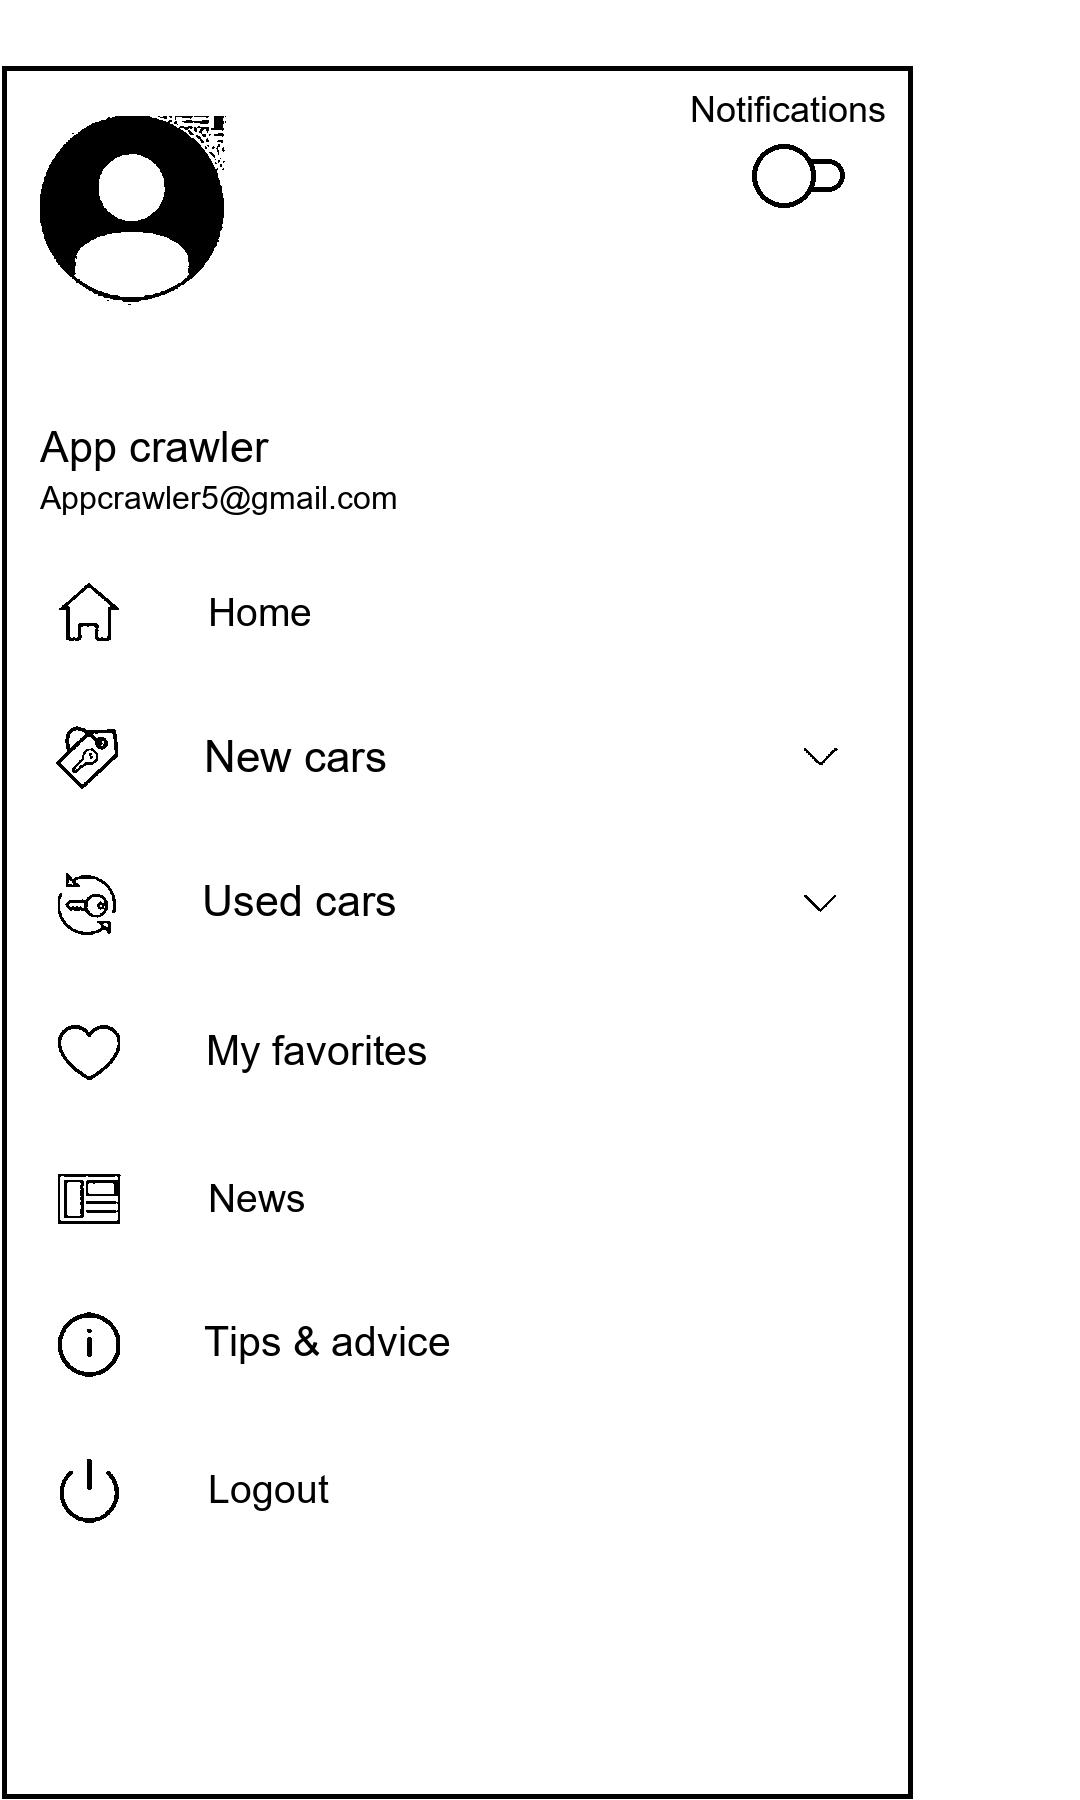 Notifications
App crawler
Appcrawler5@gmail.com
Home
New cars
Used cars
My favorites
News
Tips & advice
Logout